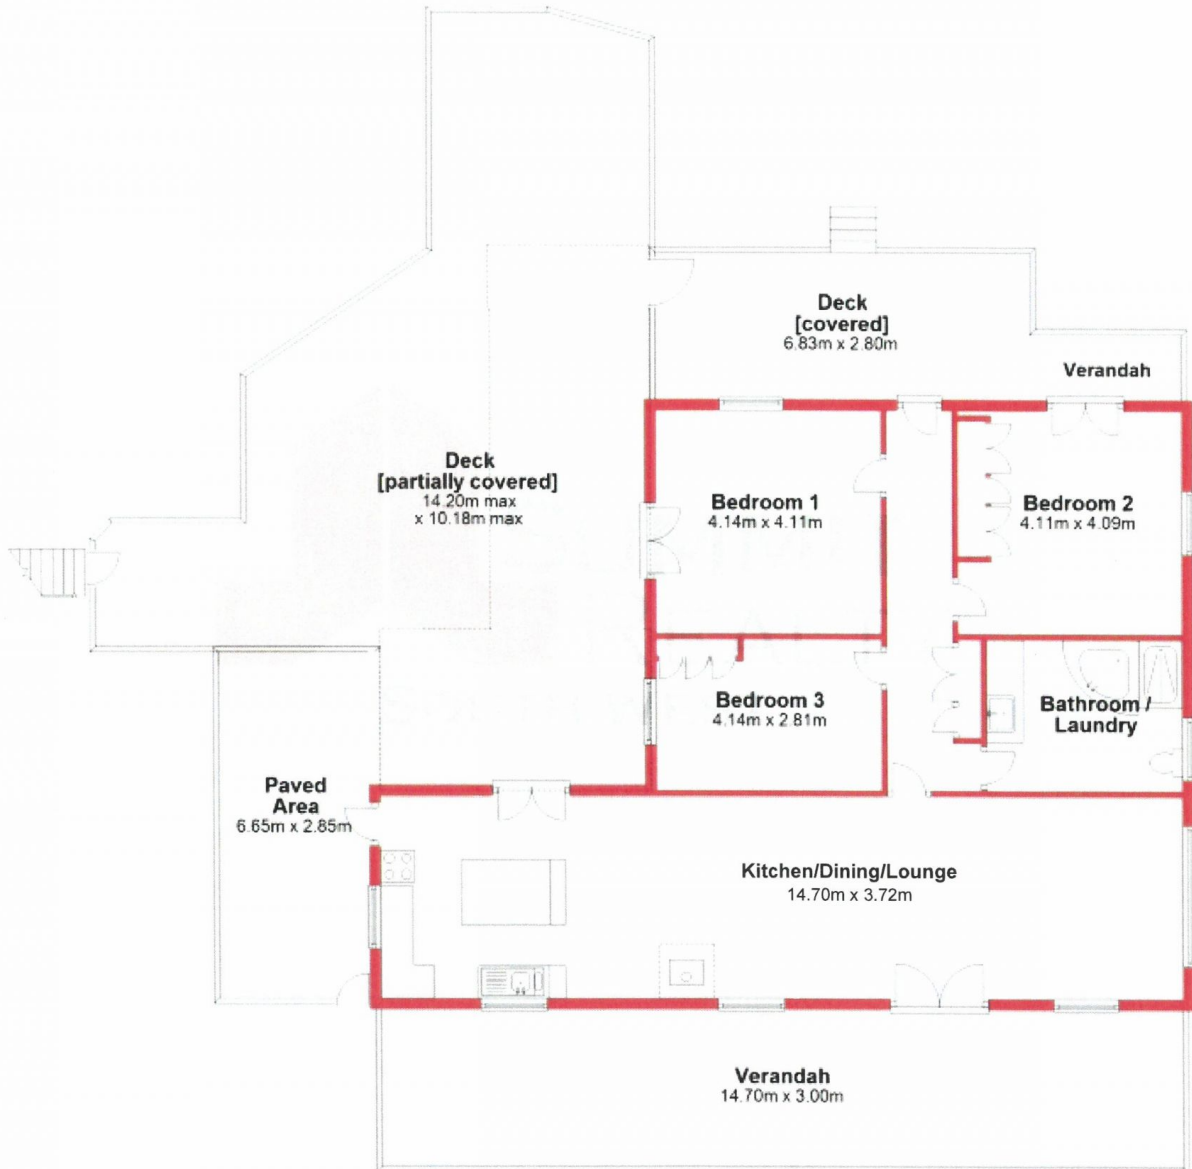 Deck
[covered]
6.83m x 2.80m
Verandah
Deck
[partially covered]
14.20m max
x 10.18m max
Bedroom 1
4.14m x 4.11m
Bedroom 2
4.11m x 4.09m
Bedroom 3
4.14m x 2.81m
Bathroom /
Laundry
Paved
Area
6.65m x 2.85m
Kitchen/Dining/Lounge
14.70m x 3.72m
Verandah
14.70m x 3.00m